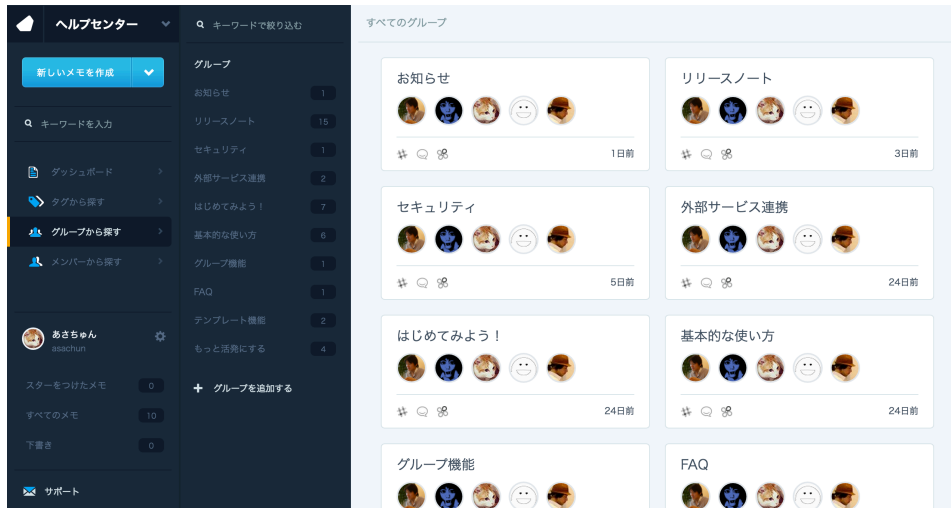 ヘルプセンター
新しいメモを作成
キーワードを入力
ダッシュボード
タグから探す
グループから探す
メンバーから探す
あさちゅん
asachun
スターをつけたメモ 0
すべてのメモ 10
下書き 0
サポート
キーワードで絞り込む
グループ
お知らせ 1
リリースノート 15
セキュリティ 1
外部サービス連携 2
はじめてみよう！ 7
基本的な使い方 6
グループ機能 1
FAQ 1
テンプレート機能 2
もっと活発にする 4
グループを追加する
すべてのグループ
お知らせ
1日前
リリースノート
3日前
セキュリティ
5日前
外部サービス連携
24日前
はじめてみよう！
24日前
基本的な使い方
24日前
グループ機能
FAQ